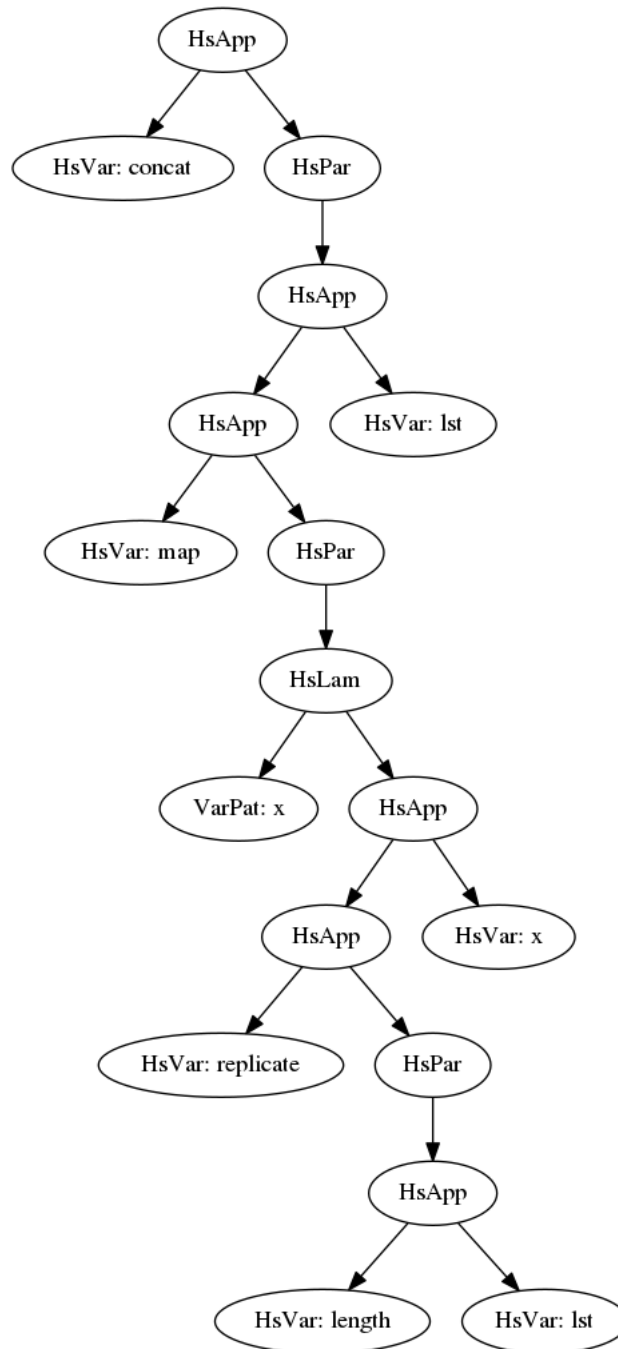 HsApp
HsVar: concat
HsPar
HsApp
HsApp
HsVar: lst
HsVar: map
HsPar
HsLam
VarPat: x
HsApp
HsApp
HsVar: x
HsVar: replicate
HsPar
HsApp
HsVar: length
HsVar: lst